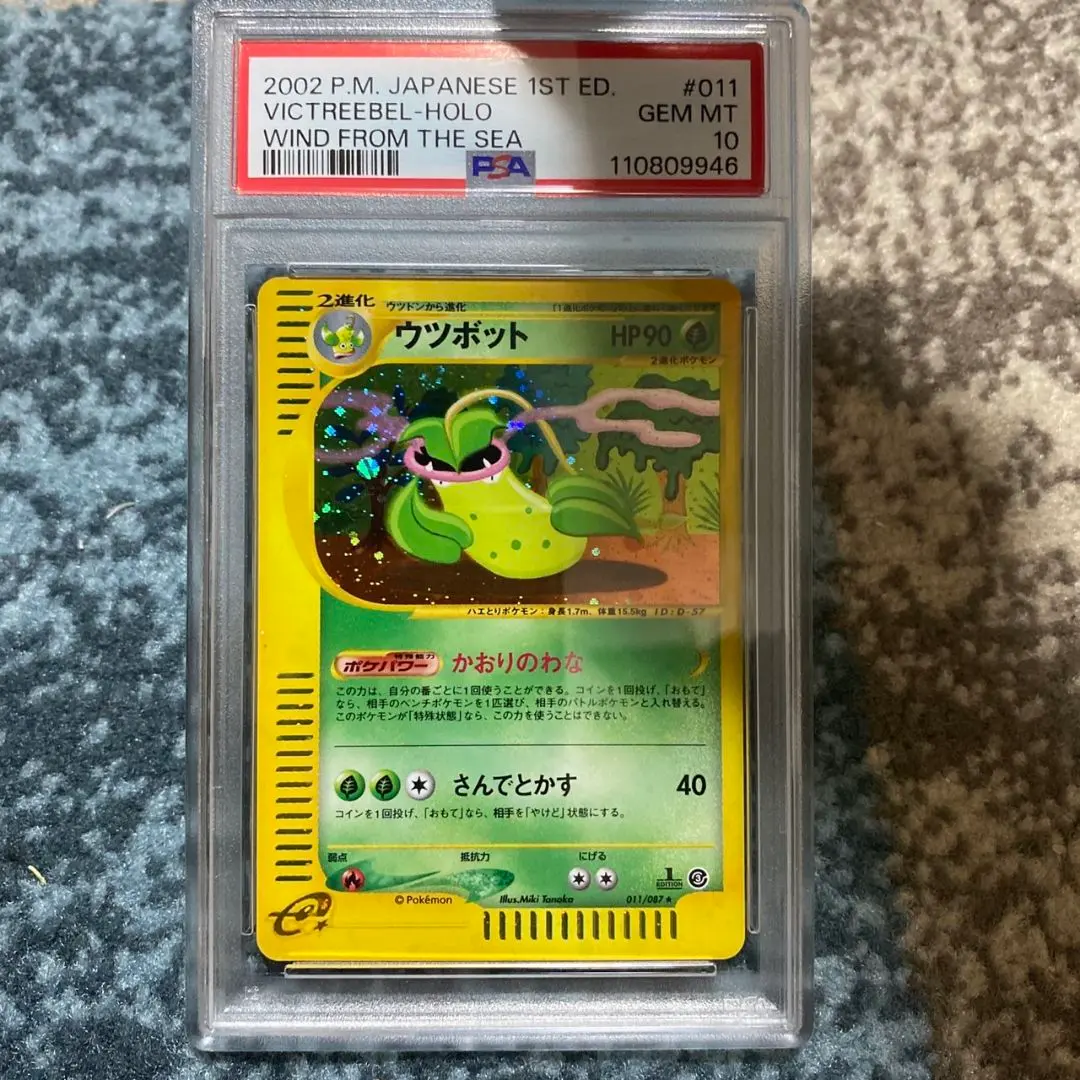 2002 P.M. JAPANESE 1ST ED. #011
VICTREEBEL-HOLO GEM MT
WIND FROM THE SEA 10
PSA 110809946
2進化 ウツドンから進化
ウツボット HP90
2進化ポケモン
ハエとりポケモン:身長1.7m、体重15.5kg ID:D-57
特殊能力
ポケパワー かおりのわな
この力は、自分の番ごとに1回使うことができる。コインを1回投げ、「おもて」
なら、相手のベンチポケモンを1匹選び、相手のバトルポケモンと入れ替える。
このポケモンが「特殊状態」なら、この力を使うことはできない。
さんでとかす 40
コインを1回投げ、「おもて」なら、相手を「やけど」状態にする。
弱点 抵抗力 にげる
1
EDITION
©Pokémon Illus.Miki Tanaka 011/087★
e